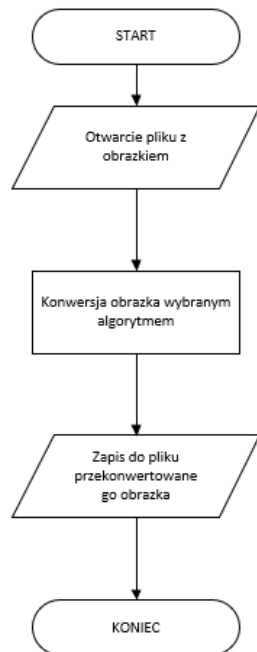 START
Otwarcie pliku z
obrazkiem
Konwersja obrazka wybranym
algorytmem
Zapis do pliku
przekonwertowane
go obrazka
KONIEC